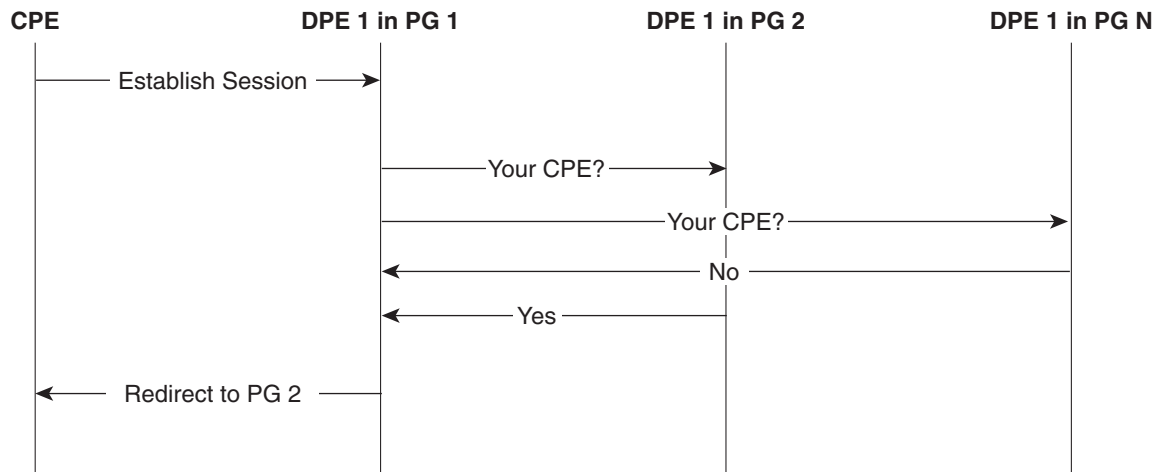 CPE
DPE 1 in PG 1
DPE 1 in PG 2
DPE 1 in PG N
Establish Session
Your CPE?
Your CPE?
No
Yes
Redirect to PG 2